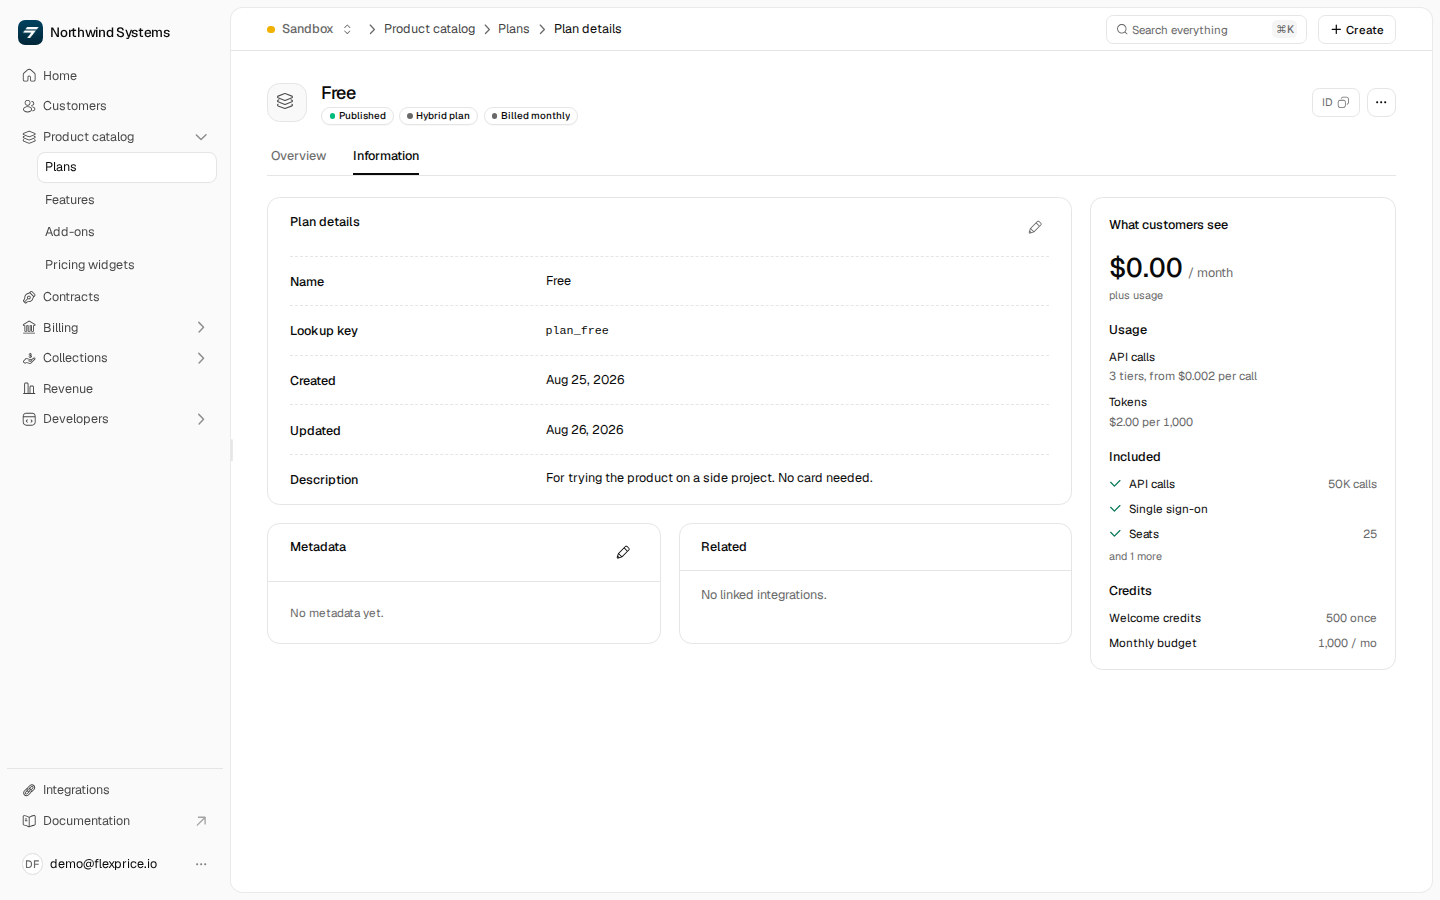 Northwind Systems
Home
Customers
Product catalog
Plans
Features
Add-ons
Pricing widgets
Contracts
Billing
Collections
Revenue
Developers
Integrations
Documentation
DF demo@flexprice.io
Sandbox Product catalog Plans Plan details
Search everything ⌘K
Create
Free
Published Hybrid plan Billed monthly
ID
Overview Information
Plan details
Name Free
Lookup key plan_free
Created Aug 25, 2026
Updated Aug 26, 2026
Description For trying the product on a side project. No card needed.
Metadata
No metadata yet.
Related
No linked integrations.
What customers see
$0.00 / month
plus usage
Usage
API calls
3 tiers, from $0.002 per call
Tokens
$2.00 per 1,000
Included
API calls 50K calls
Single sign-on
Seats 25
and 1 more
Credits
Welcome credits 500 once
Monthly budget 1,000 / mo